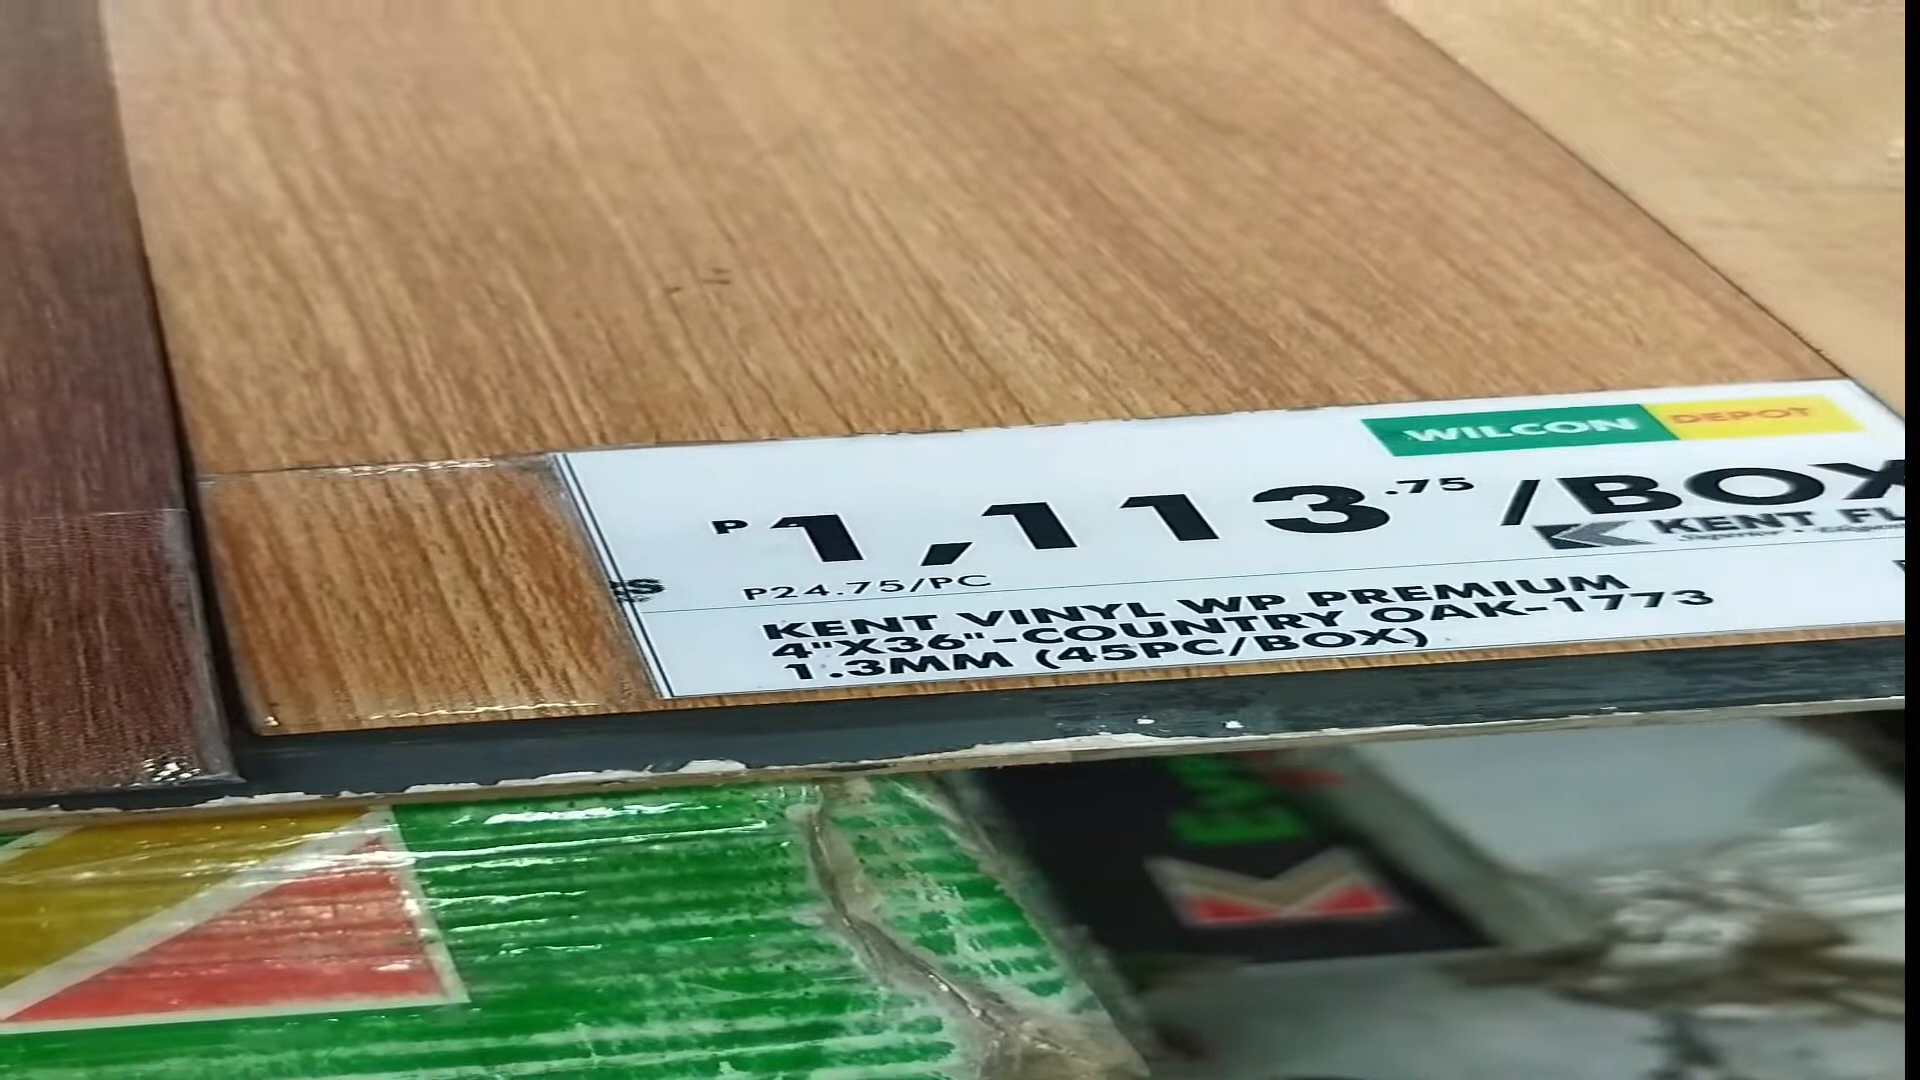 WILCON DEPOT
P1,113.75/BOX
KENT FL
P24.75/PC
KENT VINYL WP PREMIUM
4"X36"-COUNTRY OAK-1773
1.3MM (45PC/BOX)